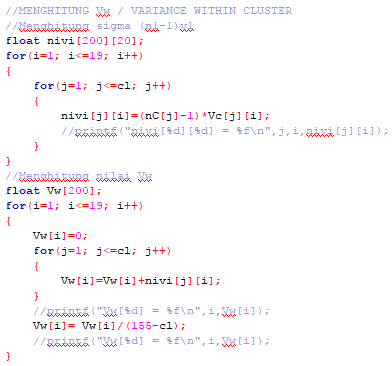 //MENGHITUNG Vw / VARIANCE WITHIN CLUSTER
//Menghitung sigma (n1-1)v1
float nivi[200][20];
for(i=1; i<=19; i++)
{
for(j=1; j<=cl; j++)
{
nivi[j][i]=(nC[j]-1)*Vc[j][i];
//printf("nivi[%d][%d] = %f\n",j,i,nivi[j][i]);
}
}
//Menghitung nilai Vw
float Vw[200];
for(i=1; i<=19; i++)
{
Vw[i]=0;
for(j=1; j<=cl; j++)
{
Vw[i]=Vw[i]+nivi[j][i];
}
//printf("Vw[%d] = %f\n",i,Vw[i]);
Vw[i]= Vw[i]/(155-cl);
//printf("Vw[%d] = %f\n",i,Vw[i]);
}